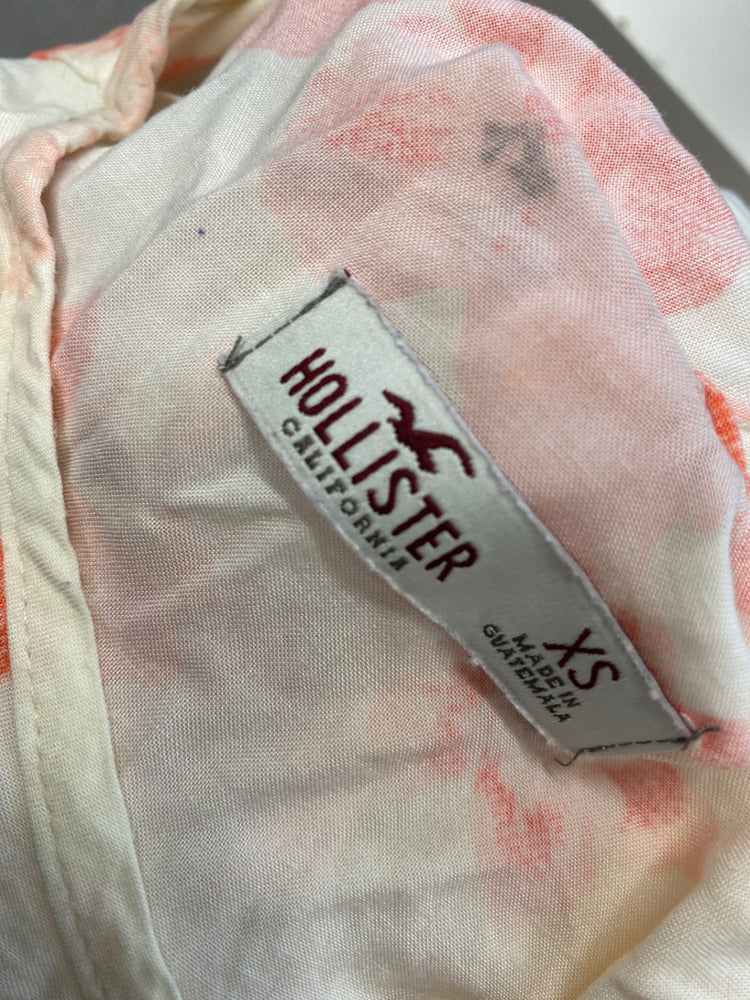 HOLLISTER
CALIFORNIA
XS
MADE IN
GUATEMALA